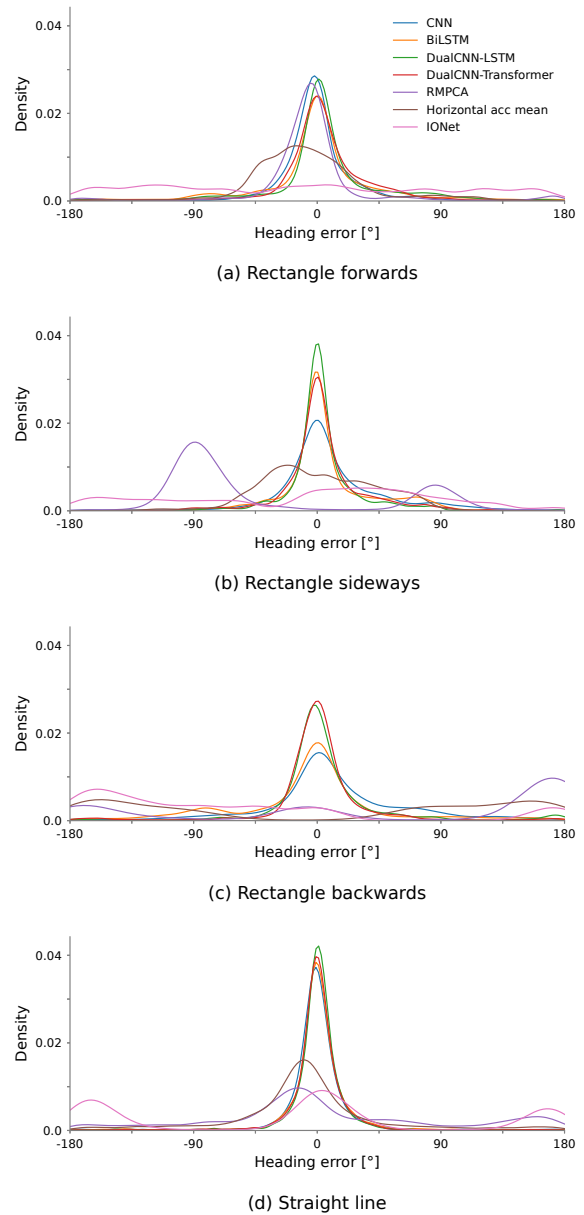 0.04
0.02
0.0
Density
CNN
BiLSTM
DualCNN-LSTM
DualCNN-Transformer
RMPCA
Horizontal acc mean
IONet
-180 -90 0 90 180
Heading error [°]
(a) Rectangle forwards
0.04
0.02
0.0
Density
-180 -90 0 90 180
Heading error [°]
(b) Rectangle sideways
0.04
0.02
0.0
Density
-180 -90 0 90 180
Heading error [°]
(c) Rectangle backwards
0.04
0.02
0.0
Density
-180 -90 0 90 180
Heading error [°]
(d) Straight line